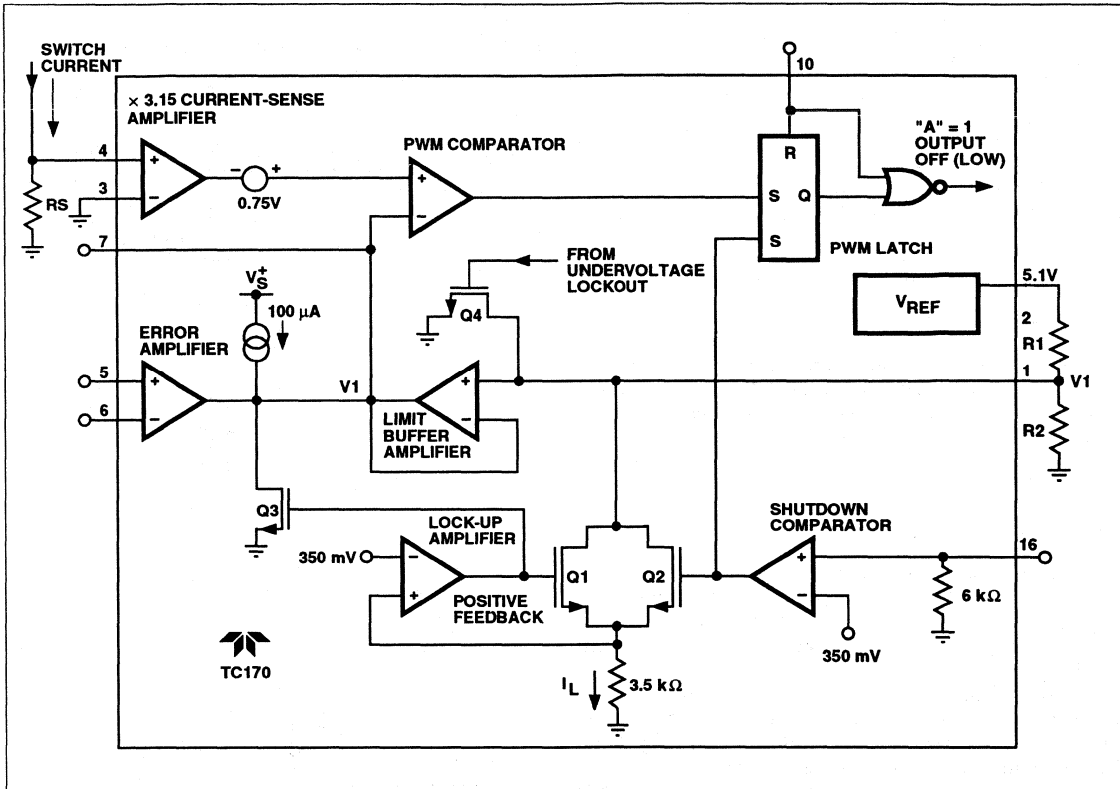 SWITCH
CURRENT
× 3.15 CURRENT-SENSE
AMPLIFIER
4
3
RS
0.75V
7
PWM COMPARATOR
10
R
S
Q
S
PWM LATCH
"A" = 1
OUTPUT
OFF (LOW)
FROM
UNDERVOLTAGE
LOCKOUT
Q4
VREF
5.1V
2
R1
1
V1
R2
VS+
100 µA
ERROR
AMPLIFIER
5
6
V1
LIMIT
BUFFER
AMPLIFIER
Q3
LOCK-UP
AMPLIFIER
350 mV
POSITIVE
FEEDBACK
Q1
Q2
SHUTDOWN
COMPARATOR
16
6 kΩ
350 mV
IL
3.5 kΩ
TC170